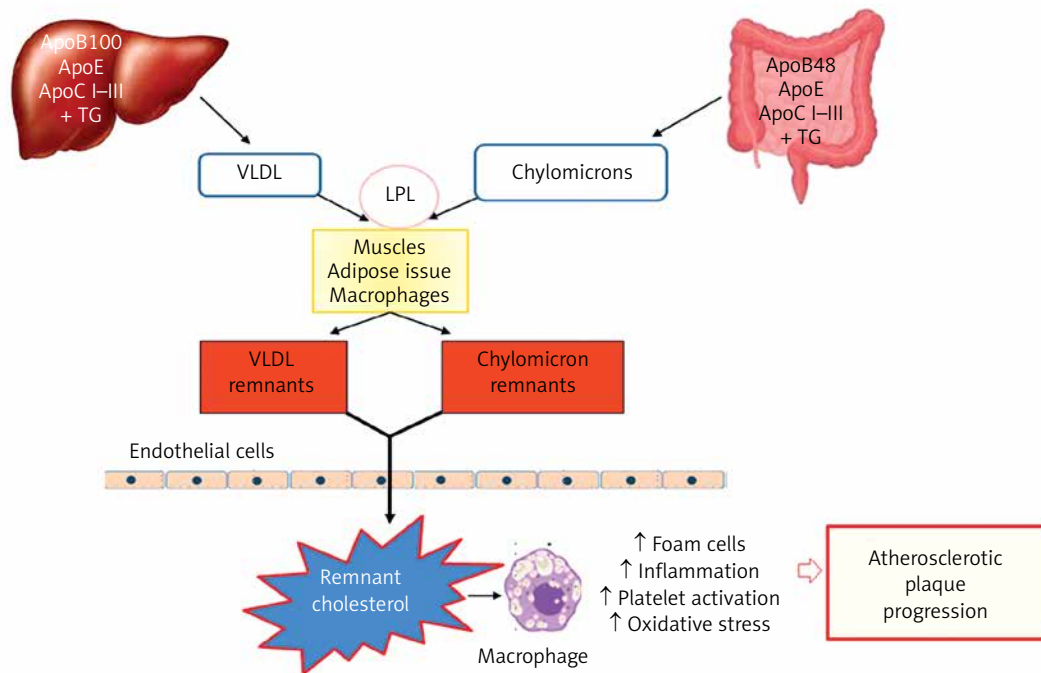 ApoB100
ApoE
ApoC I–III
+ TG
ApoB48
ApoE
ApoC I–III
+ TG
VLDL
LPL
Chylomicrons
Muscles
Adipose issue
Macrophages
VLDL
remnants
Chylomicron
remnants
Endothelial cells
Remnant
cholesterol
Macrophage
↑ Foam cells
↑ Inflammation
↑ Platelet activation
↑ Oxidative stress
Atherosclerotic
plaque
progression